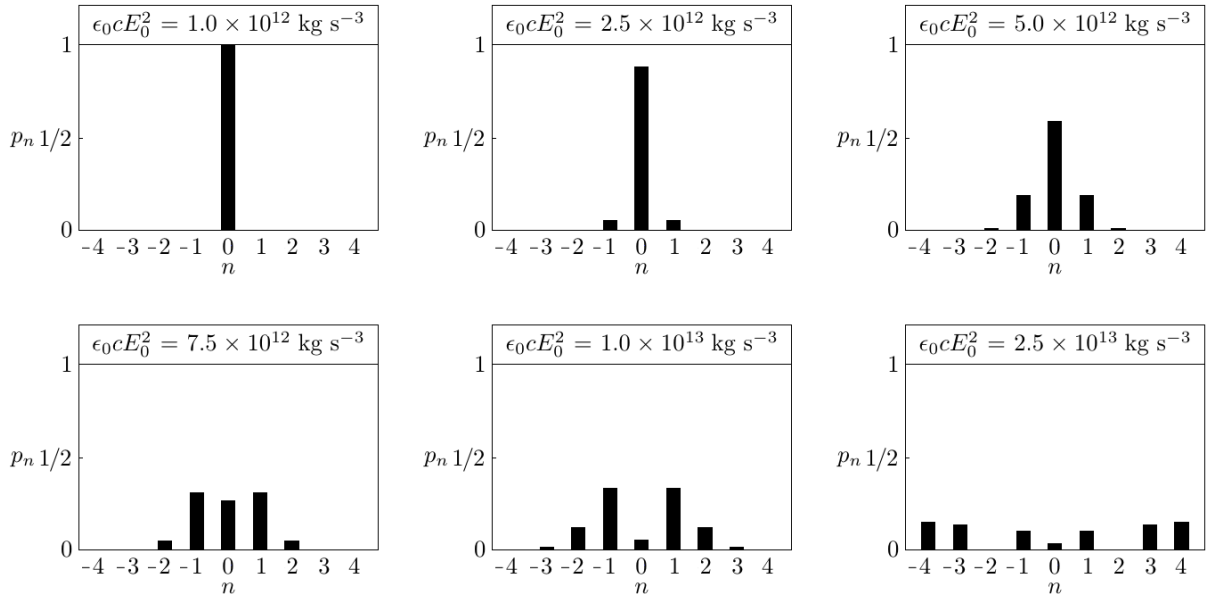 ϵ₀cE₀² = 1.0 × 10¹² kg s⁻³
1
pₙ 1/2
0
-4 -3 -2 -1 0 1 2 3 4
n
ϵ₀cE₀² = 2.5 × 10¹² kg s⁻³
1
pₙ 1/2
0
-4 -3 -2 -1 0 1 2 3 4
n
ϵ₀cE₀² = 5.0 × 10¹² kg s⁻³
1
pₙ 1/2
0
-4 -3 -2 -1 0 1 2 3 4
n
ϵ₀cE₀² = 7.5 × 10¹² kg s⁻³
1
pₙ 1/2
0
-4 -3 -2 -1 0 1 2 3 4
n
ϵ₀cE₀² = 1.0 × 10¹³ kg s⁻³
1
pₙ 1/2
0
-4 -3 -2 -1 0 1 2 3 4
n
ϵ₀cE₀² = 2.5 × 10¹³ kg s⁻³
1
pₙ 1/2
0
-4 -3 -2 -1 0 1 2 3 4
n